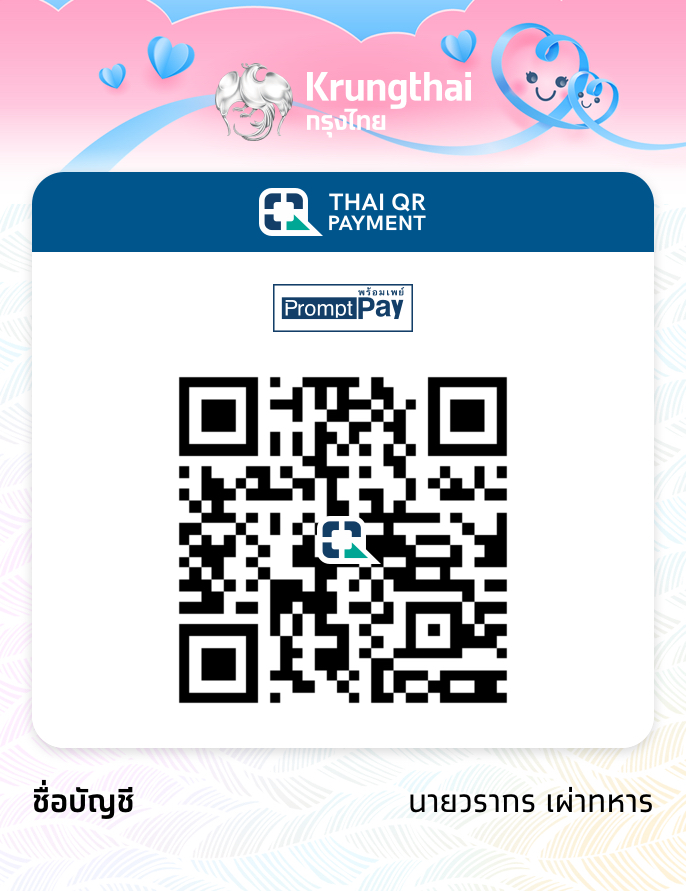 Krungthai
กรุงไทย
THAI QR
PAYMENT
พร้อมเพย์
PromptPay
ชื่อบัญชี
นายวรากร เผ่าทหาร